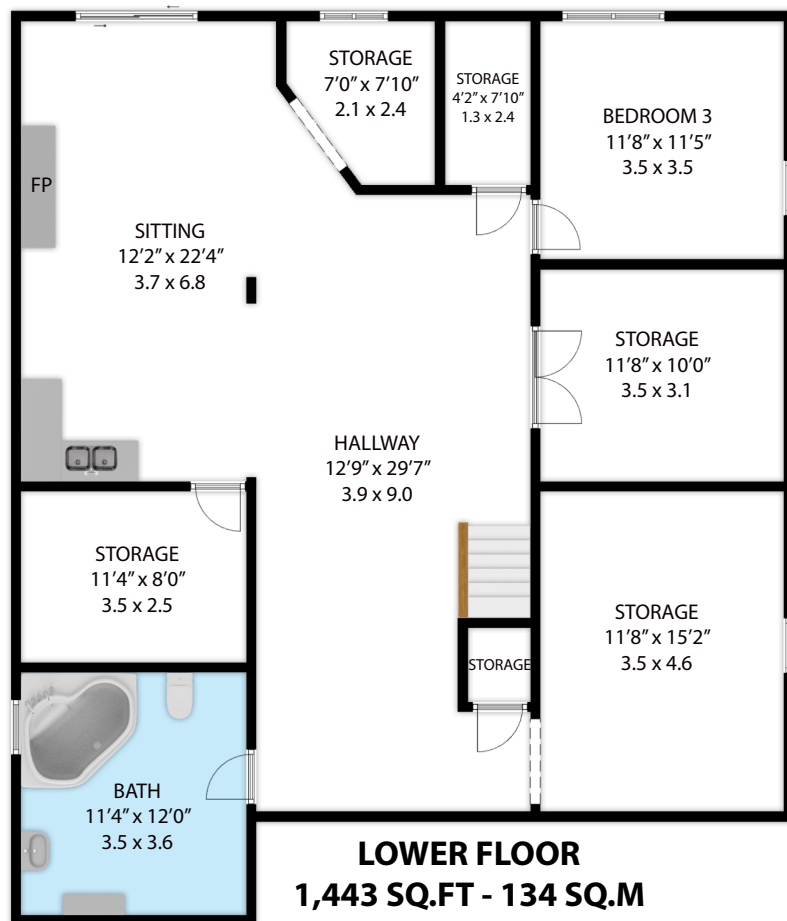 STORAGE
7’0” x 7’10”
2.1 x 2.4
STORAGE
4’2” x 7’10”
1.3 x 2.4
BEDROOM 3
11’8” x 11’5”
3.5 x 3.5
FP
SITTING
12’2” x 22’4”
3.7 x 6.8
STORAGE
11’8” x 10’0”
3.5 x 3.1
HALLWAY
12’9” x 29’7”
3.9 x 9.0
STORAGE
11’4” x 8’0”
3.5 x 2.5
STORAGE
11’8” x 15’2”
3.5 x 4.6
STORAGE
BATH
11’4” x 12’0”
3.5 x 3.6
LOWER FLOOR
1,443 SQ.FT - 134 SQ.M